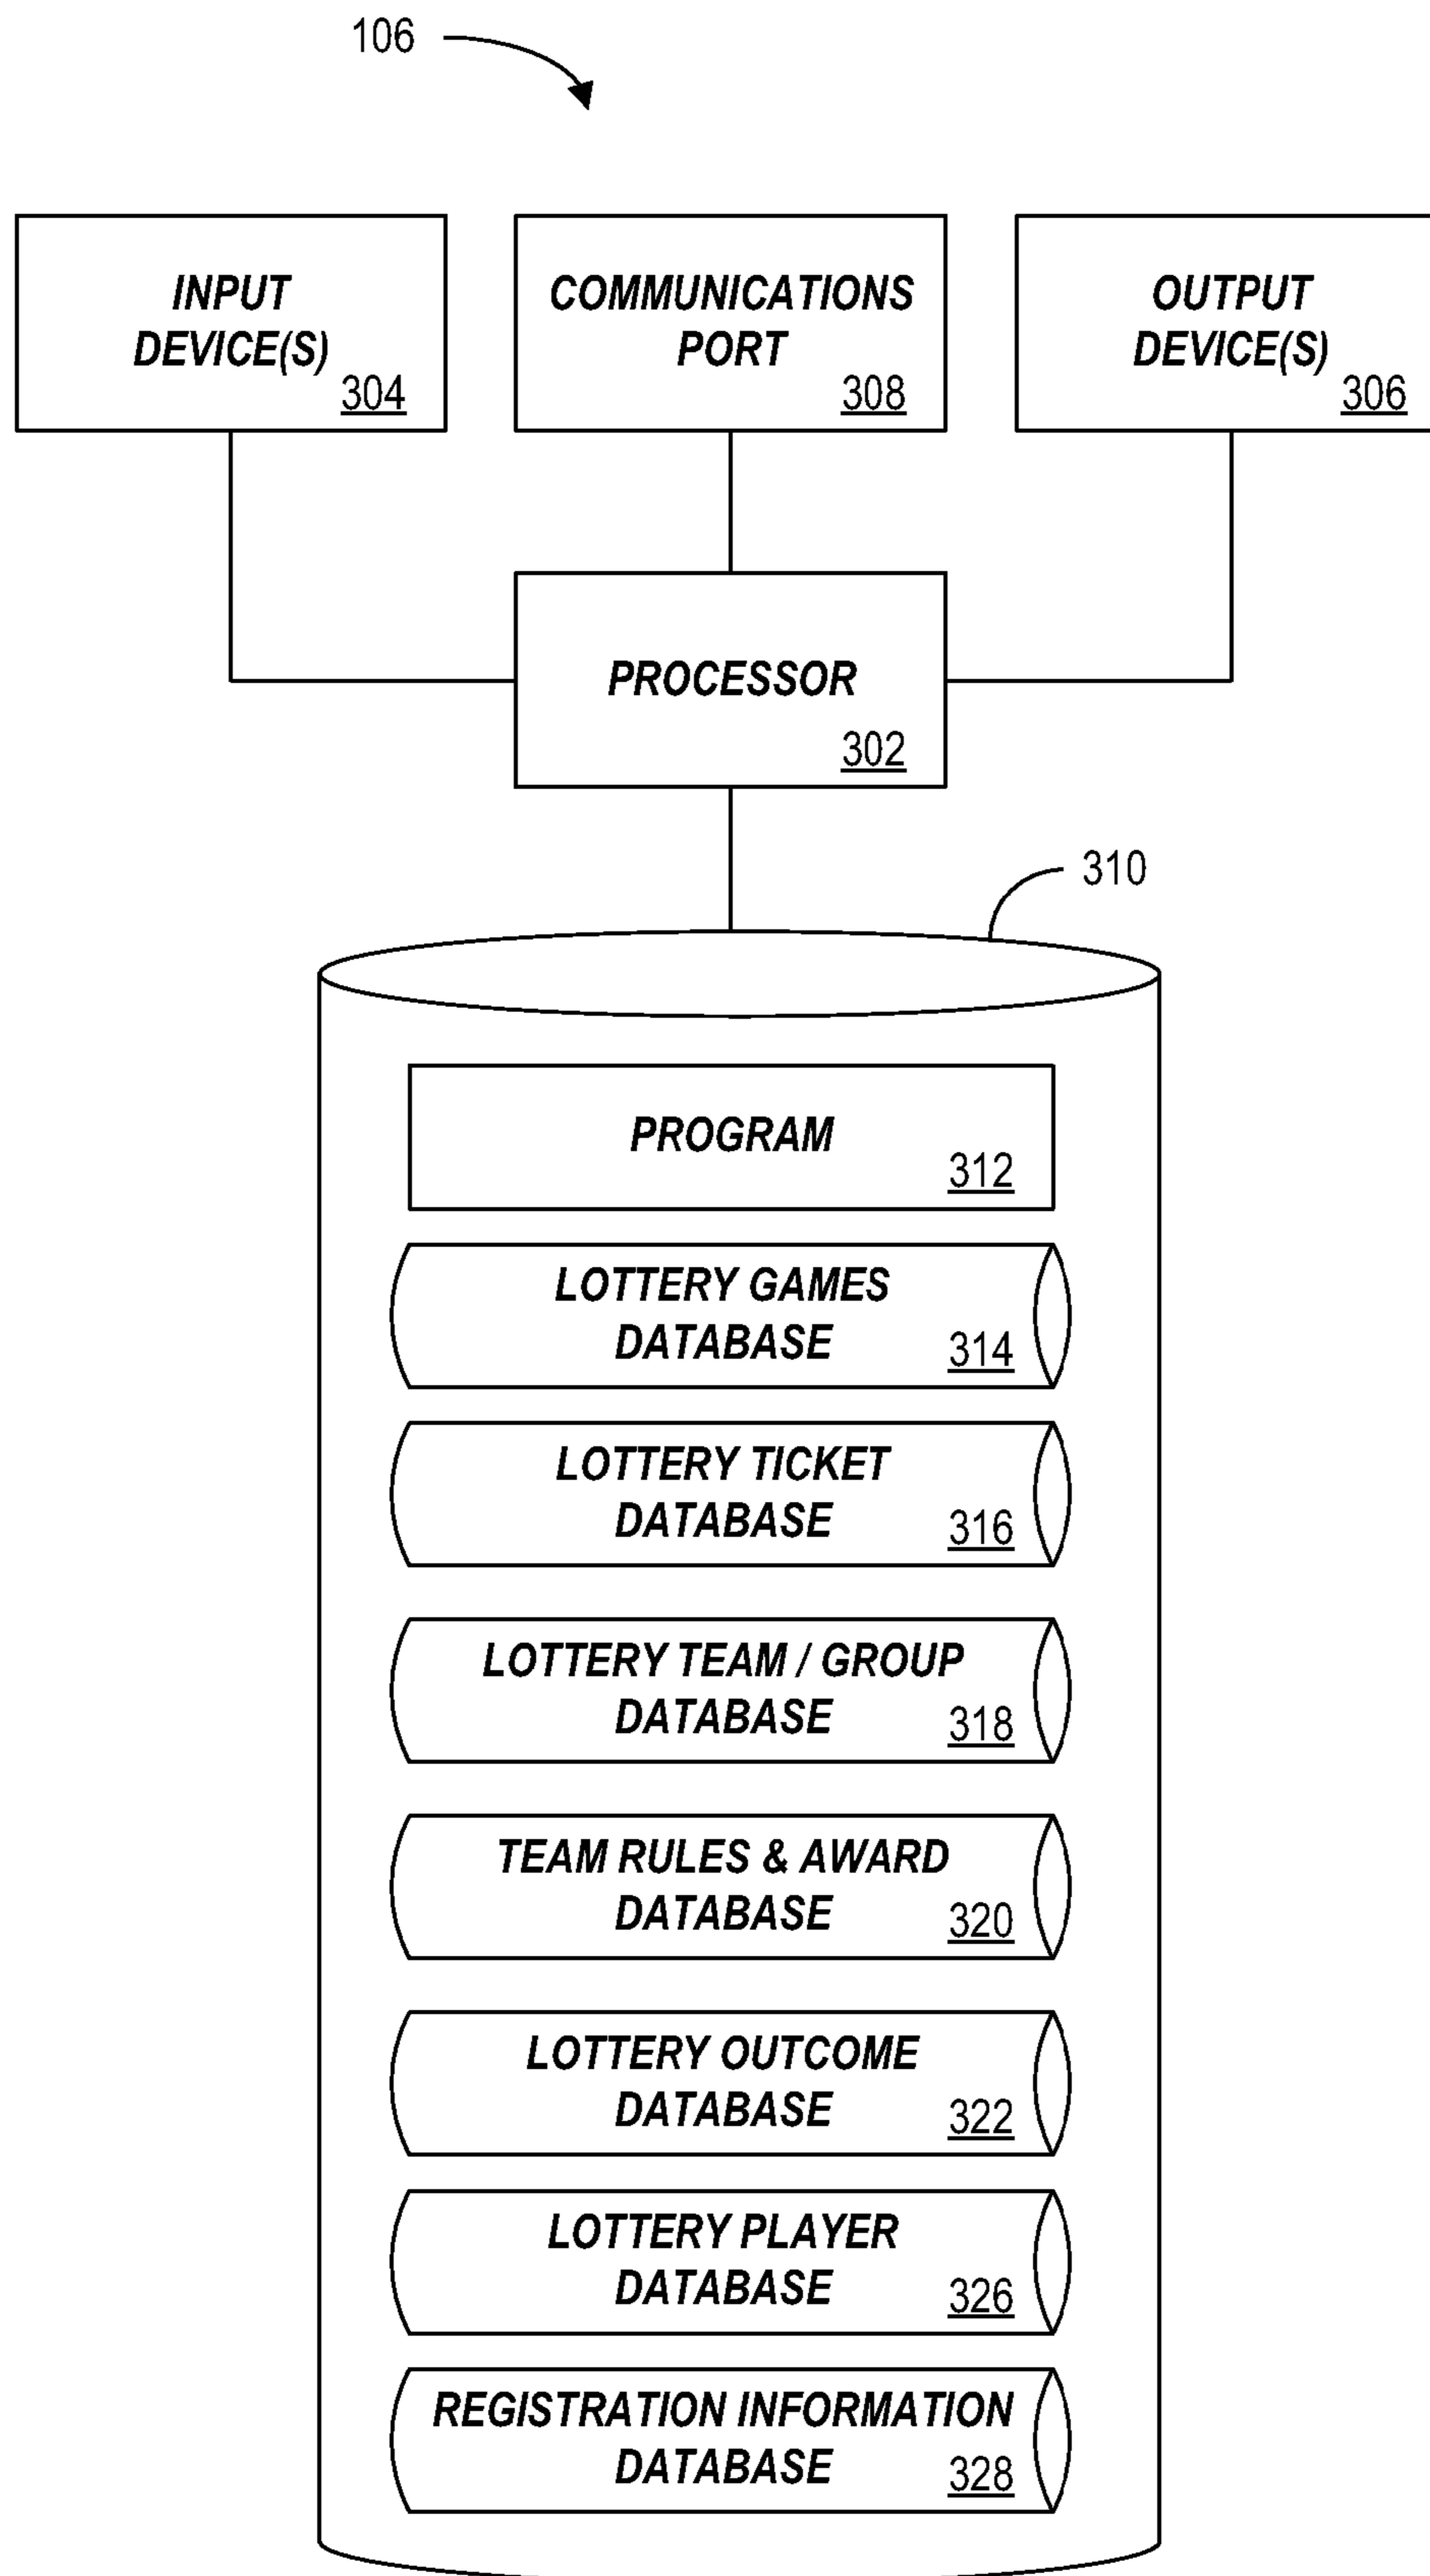 106
INPUT
DEVICE(S)
304
COMMUNICATIONS
PORT
308
OUTPUT
DEVICE(S)
306
PROCESSOR
302
310
PROGRAM
312
LOTTERY GAMES
DATABASE
314
LOTTERY TICKET
DATABASE
316
LOTTERY TEAM / GROUP
DATABASE
318
TEAM RULES & AWARD
DATABASE
320
LOTTERY OUTCOME
DATABASE
322
LOTTERY PLAYER
DATABASE
326
REGISTRATION INFORMATION
DATABASE
328